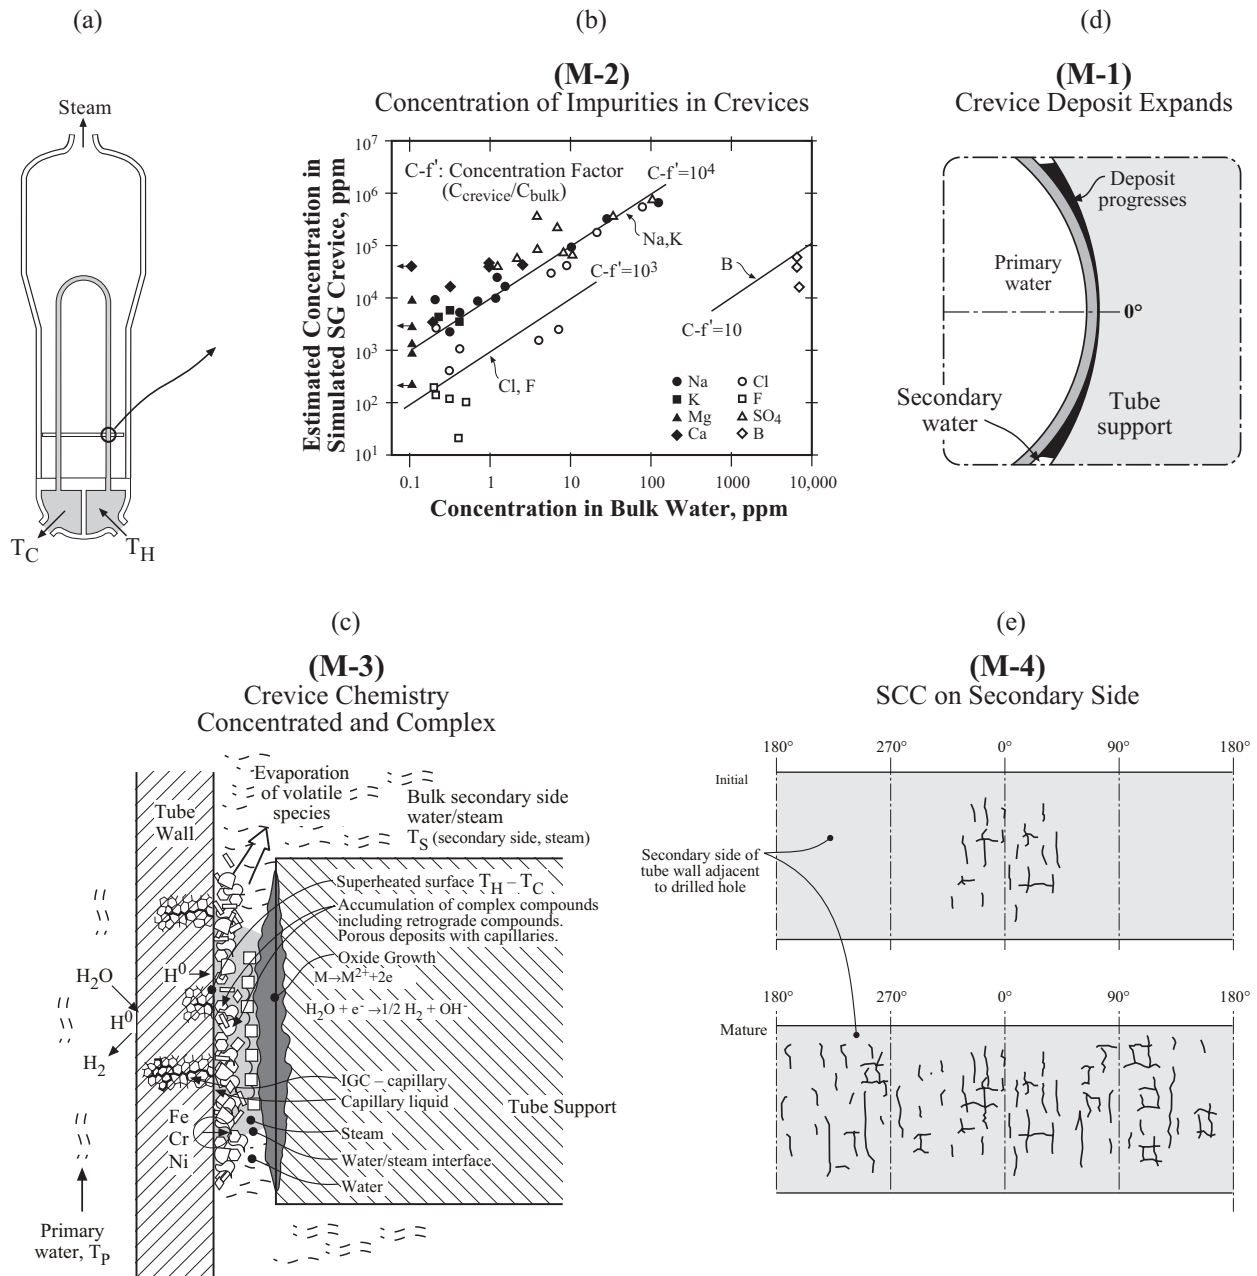 (a)
Steam
T_C
T_H
(b)
(M-2)
Concentration of Impurities in Crevices
Estimated Concentration in
Simulated SG Crevice, ppm
10^7
10^6
10^5
10^4
10^3
10^2
10^1
C-f': Concentration Factor
(C_crevice/C_bulk)
C-f'=10^4
Na,K
C-f'=10^3
B
C-f'=10
Cl, F
Na
Cl
K
F
Mg
SO_4
Ca
B
0.1
1
10
100
1000
10,000
Concentration in Bulk Water, ppm
(d)
(M-1)
Crevice Deposit Expands
Deposit
progresses
Primary
water
0°
Secondary
water
Tube
support
(c)
(M-3)
Crevice Chemistry
Concentrated and Complex
Evaporation
of volatile
species
Bulk secondary side
water/steam
T_S (secondary side, steam)
Tube
Wall
Superheated surface T_H – T_C
Accumulation of complex compounds
including retrograde compounds.
Porous deposits with capillaries.
Oxide Growth
M→M^2++2e
H_2O + e^- →1/2 H_2 + OH^-
H_2O
H^0
H^0
H_2
IGC – capillary
Capillary liquid
Tube Support
Fe
Cr
Ni
Steam
Water/steam interface
Water
Primary
water, T_P
(e)
(M-4)
SCC on Secondary Side
180°
270°
0°
90°
180°
Initial
Secondary side of
tube wall adjacent
to drilled hole
180°
270°
0°
90°
180°
Mature